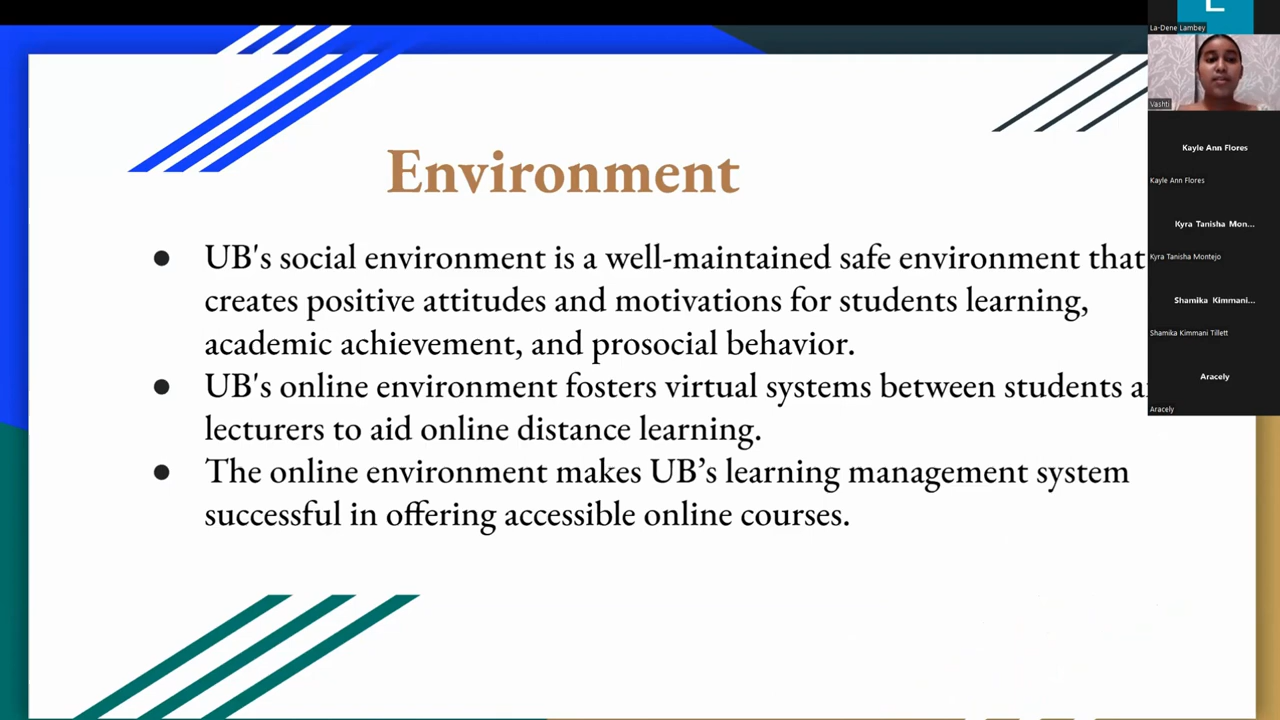 Environment
● UB's social environment is a well-maintained safe environment that
creates positive attitudes and motivations for students learning,
academic achievement, and prosocial behavior.
● UB's online environment fosters virtual systems between students
lecturers to aid online distance learning.
● The online environment makes UB’s learning management system
successful in offering accessible online courses.
L
La-Dene Lambey
Vashti
Kayle Ann Flores
Kayle Ann Flores
Kyra Tanisha Mon...
Kyra Tanisha Montejo
Shamika Kimmani...
Shamika Kimmani Tillett
Aracely
Aracely